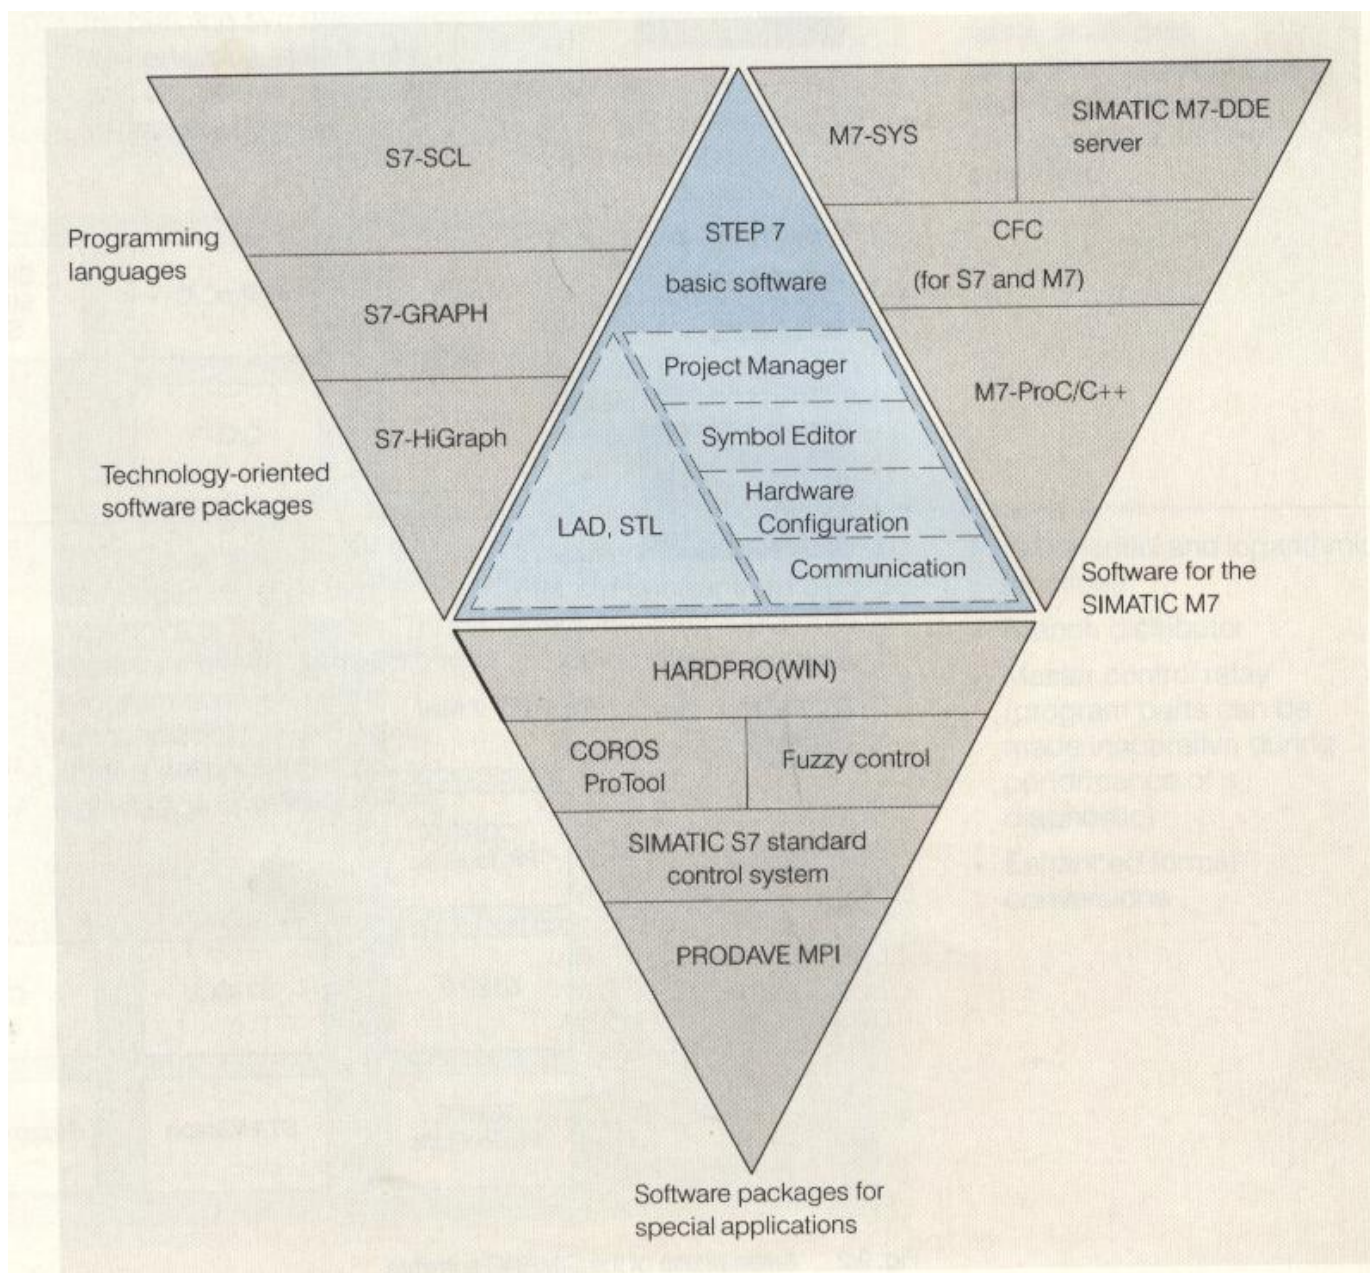 S7-SCL
Programming
languages
S7-GRAPH
S7-HiGraph
Technology-oriented
software packages
STEP 7
basic software
Project Manager
Symbol Editor
Hardware
Configuration
Communication
LAD, STL
M7-SYS
SIMATIC M7-DDE
server
CFC
(for S7 and M7)
M7-ProC/C++
Software for the
SIMATIC M7
HARDPRO(WIN)
COROS
ProTool
Fuzzy control
SIMATIC S7 standard
control system
PRODAVE MPI
Software packages for
special applications